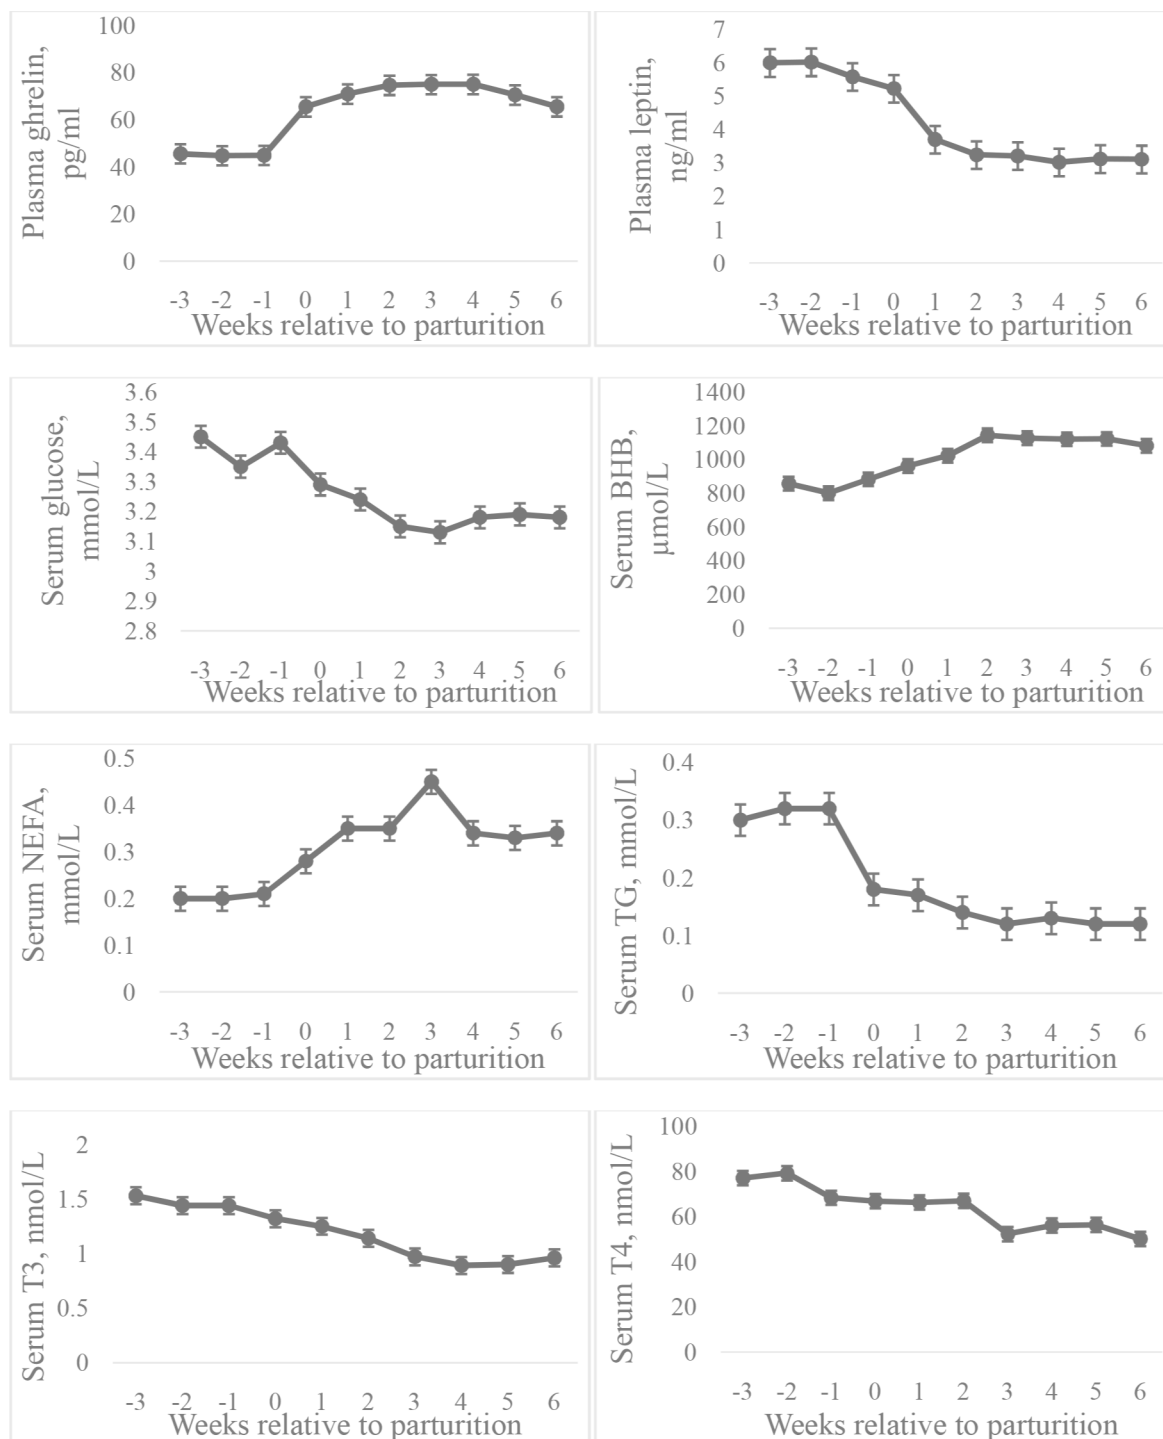 Plasma ghrelin,
pg/ml
100
80
60
40
20
0
-3 -2 -1 0 1 2 3 4 5 6
Weeks relative to parturition
Plasma leptin,
ng/ml
7
6
5
4
3
2
1
0
-3 -2 -1 0 1 2 3 4 5 6
Weeks relative to parturition
Serum glucose,
mmol/L
3.6
3.5
3.4
3.3
3.2
3.1
3
2.9
2.8
-3 -2 -1 0 1 2 3 4 5 6
Weeks relative to parturition
Serum BHB,
µmol/L
1400
1200
1000
800
600
400
200
0
-3 -2 -1 0 1 2 3 4 5 6
Weeks relative to parturition
Serum NEFA,
mmol/L
0.5
0.4
0.3
0.2
0.1
0
-3 -2 -1 0 1 2 3 4 5 6
Weeks relative to parturition
Serum TG, mmol/L
0.4
0.3
0.2
0.1
0
-3 -2 -1 0 1 2 3 4 5 6
Weeks relative to parturition
Serum T3, nmol/L
2
1.5
1
0.5
0
-3 -2 -1 0 1 2 3 4 5 6
Weeks relative to parturition
Serum T4, nmol/L
100
80
60
40
20
0
-3 -2 -1 0 1 2 3 4 5 6
Weeks relative to parturition